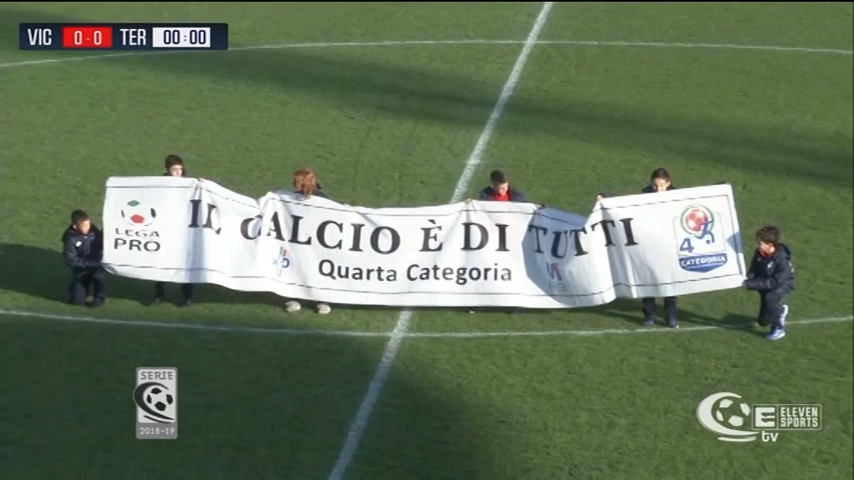 VIC 0-0 TER 00:00
IL CALCIO È DI TUTTI
LEGA
PRO
Quarta Categoria
4
CATEGORIA
SERIE
2018-19
ELEVEN
SPORTS
tv